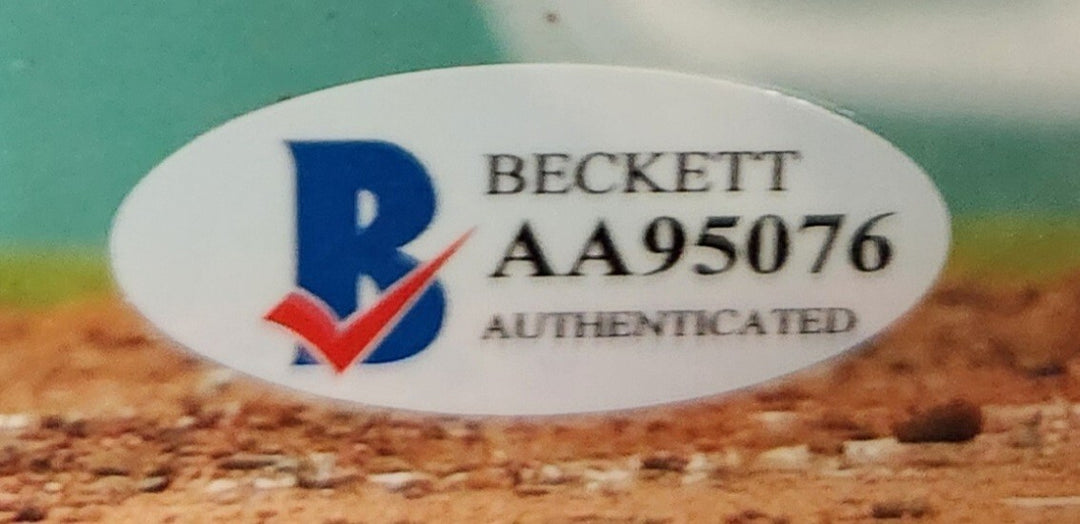 B
BECKETT
AA95076
AUTHENTICATED